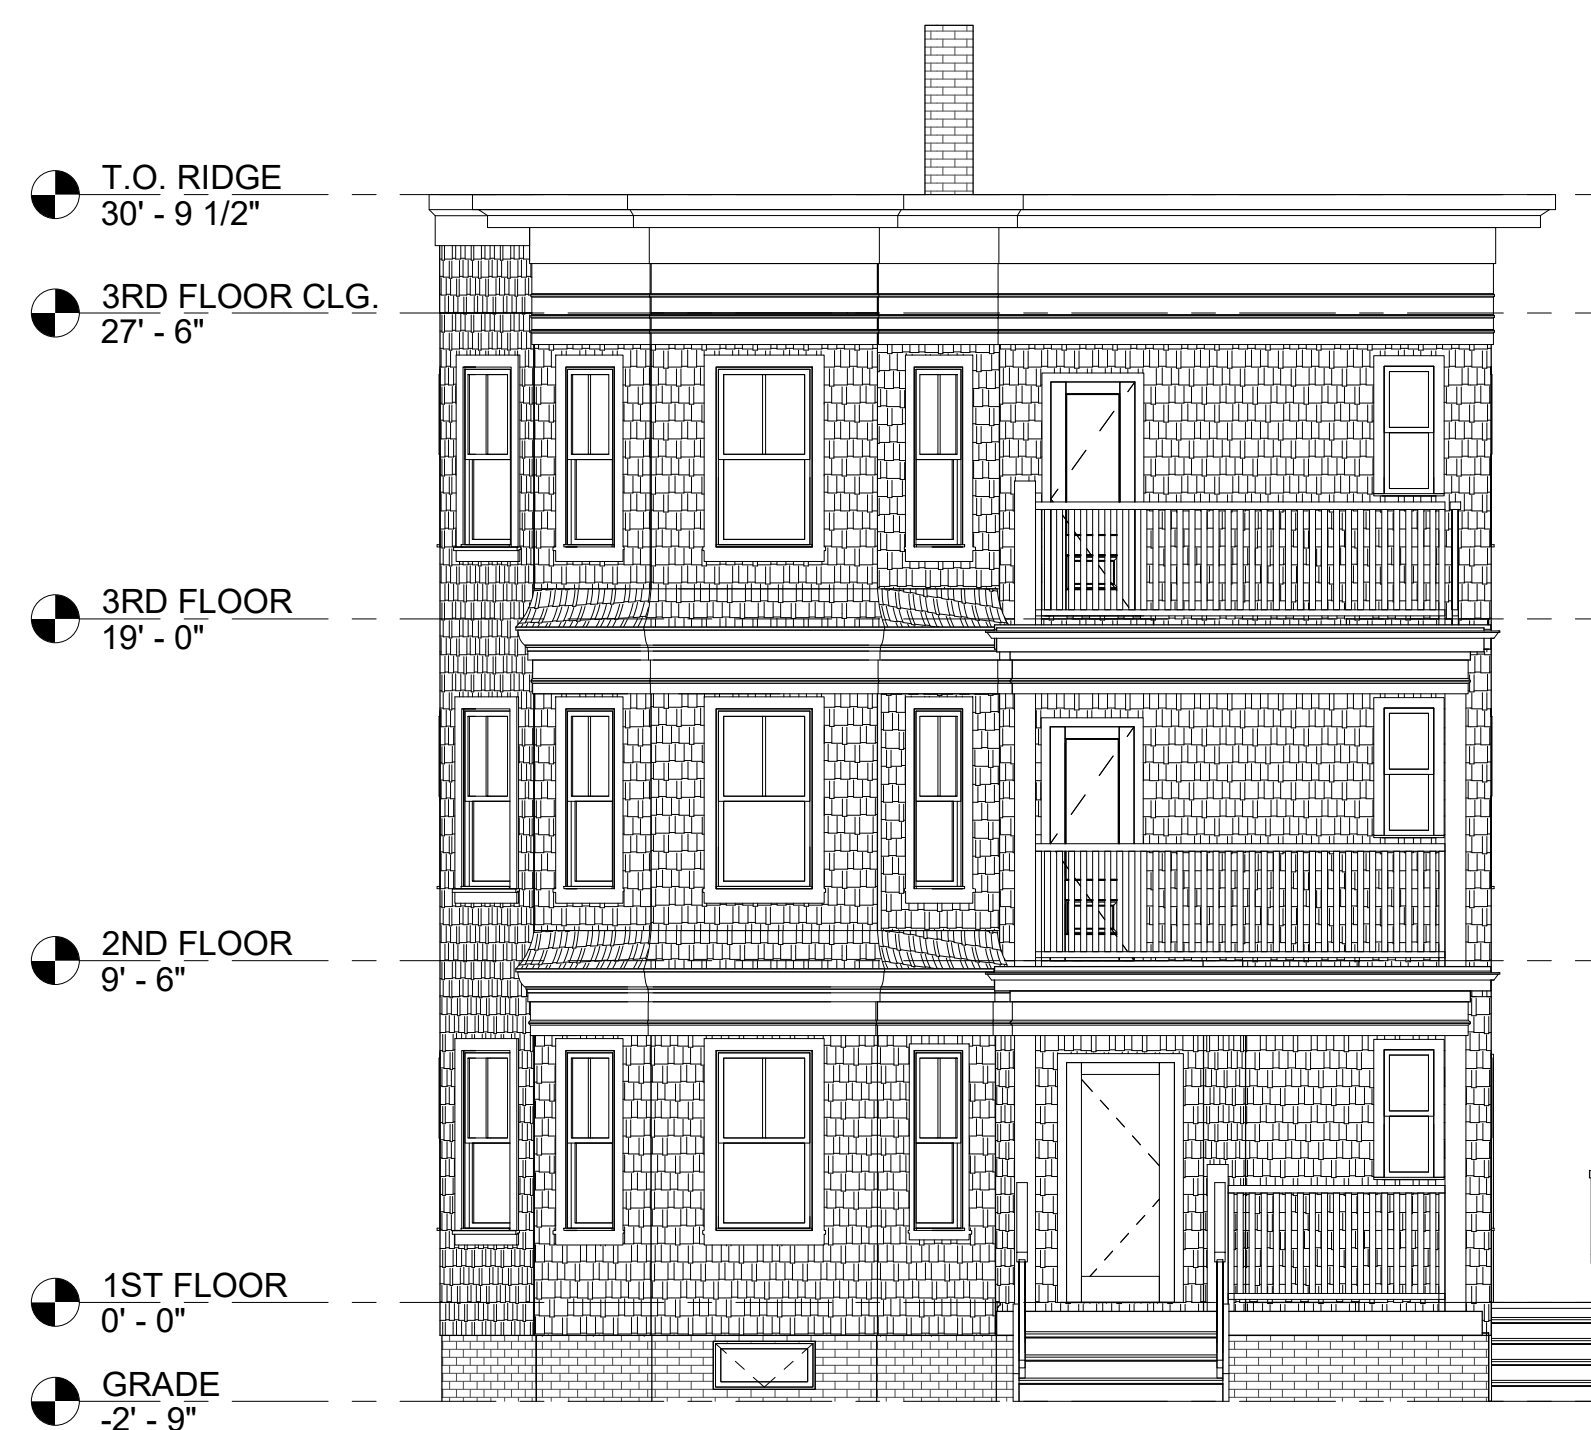 T.O. RIDGE
30' - 9 1/2"
3RD FLOOR CLG.
27' - 6"
3RD FLOOR
19' - 0"
2ND FLOOR
9' - 6"
1ST FLOOR
0' - 0"
GRADE
-2' - 9"